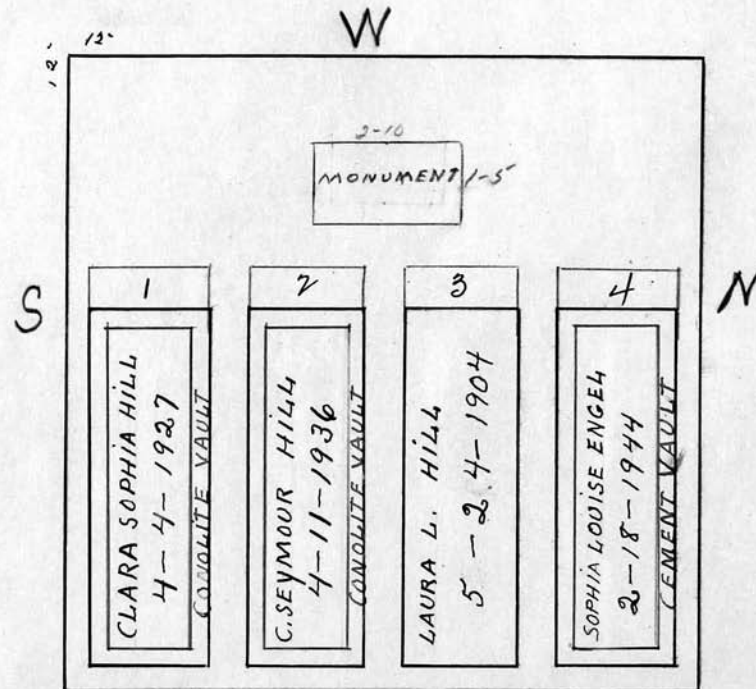 W
12"
12"
2-10
MONUMENT 1-5
S
N
1
CLARA SOPHIA HILL
4-4-1927
CONOLITE VAULT
2
C. SEYMOUR HILL
4-11-1936
CONOLITE VAULT
3
LAURA L. HILL
5-24-1904
4
SOPHIA LOUISE ENGEL
2-18-1944
CEMENT VAULT